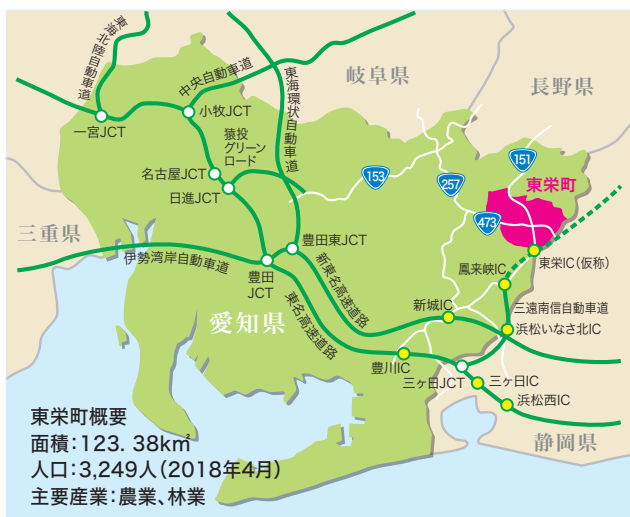 東海北陸自動車道
中央自動車道
東海環状自動車道
岐阜県
長野県
小牧JCT
一宮JCT
猿投
グリーン
ロード
名古屋JCT
日進JCT
153
257
151
473
東栄町
三重県
伊勢湾岸自動車道
豊田東JCT
豊田
JCT
新東名高速道路
東名高速道路
愛知県
鳳来峡IC
東栄IC(仮称)
三遠南信自動車道
新城IC
浜松いなさ北IC
豊川IC
三ヶ日JCT
三ヶ日IC
浜松西IC
静岡県
東栄町概要
面積:123. 38k㎡
人口:3,249人(2018年4月)
主要産業:農業、林業